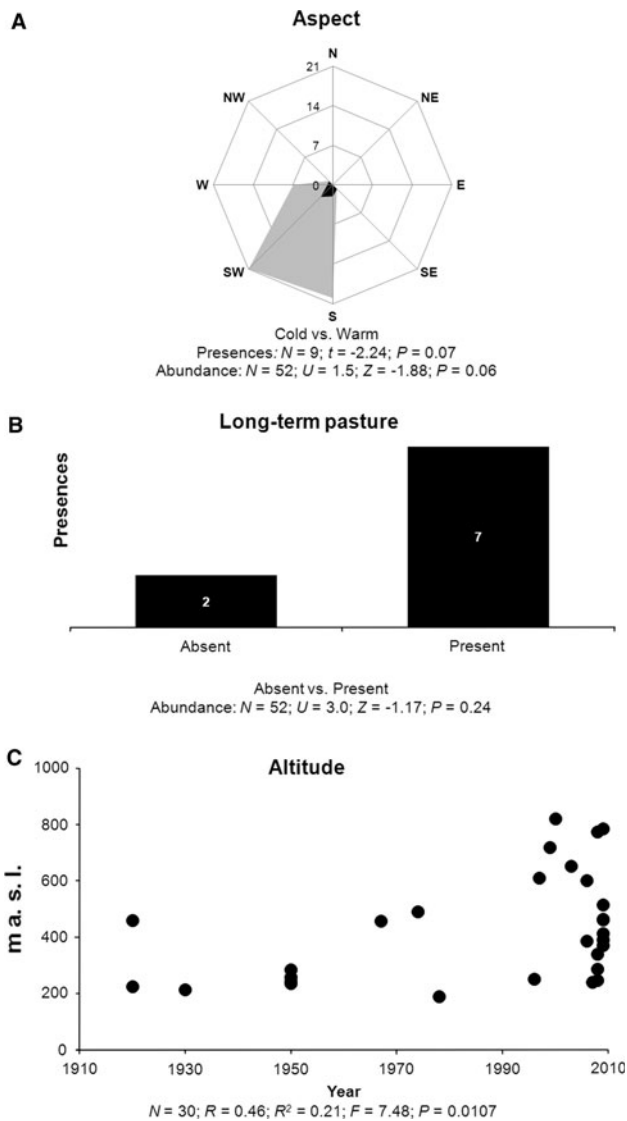 A
Aspect
N
21
NW
NE
14
7
W
0
E
SW
SE
S
Cold vs. Warm
Presences: N = 9; t = -2.24; P = 0.07
Abundance: N = 52; U = 1.5; Z = -1.88; P = 0.06
B
Long-term pasture
Presences
2
7
Absent
Present
Absent vs. Present
Abundance: N = 52; U = 3.0; Z = -1.17; P = 0.24
C
Altitude
m a. s. l.
1000
800
600
400
200
0
1910
1930
1950
1970
1990
2010
Year
N = 30; R = 0.46; R² = 0.21; F = 7.48; P = 0.0107